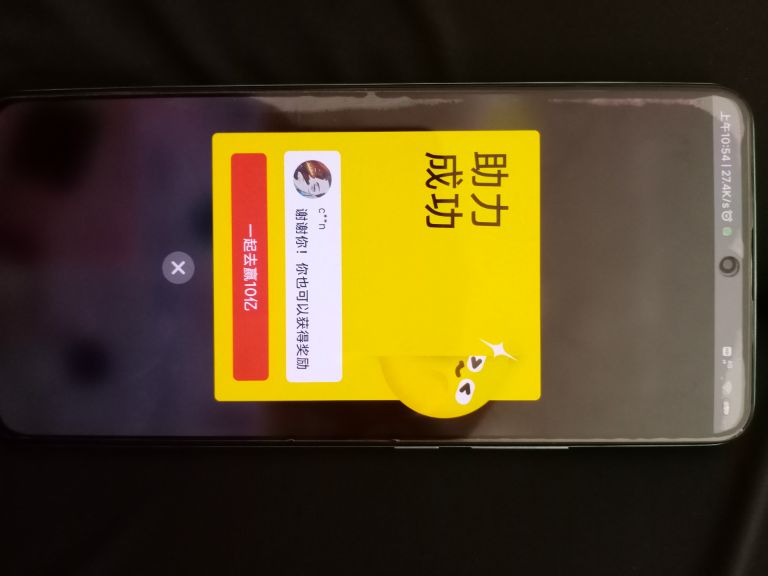 上午10:54 | 27.4K/s
助力
成功
c**n
谢谢你！你也可以获得奖励
一起去赢10亿